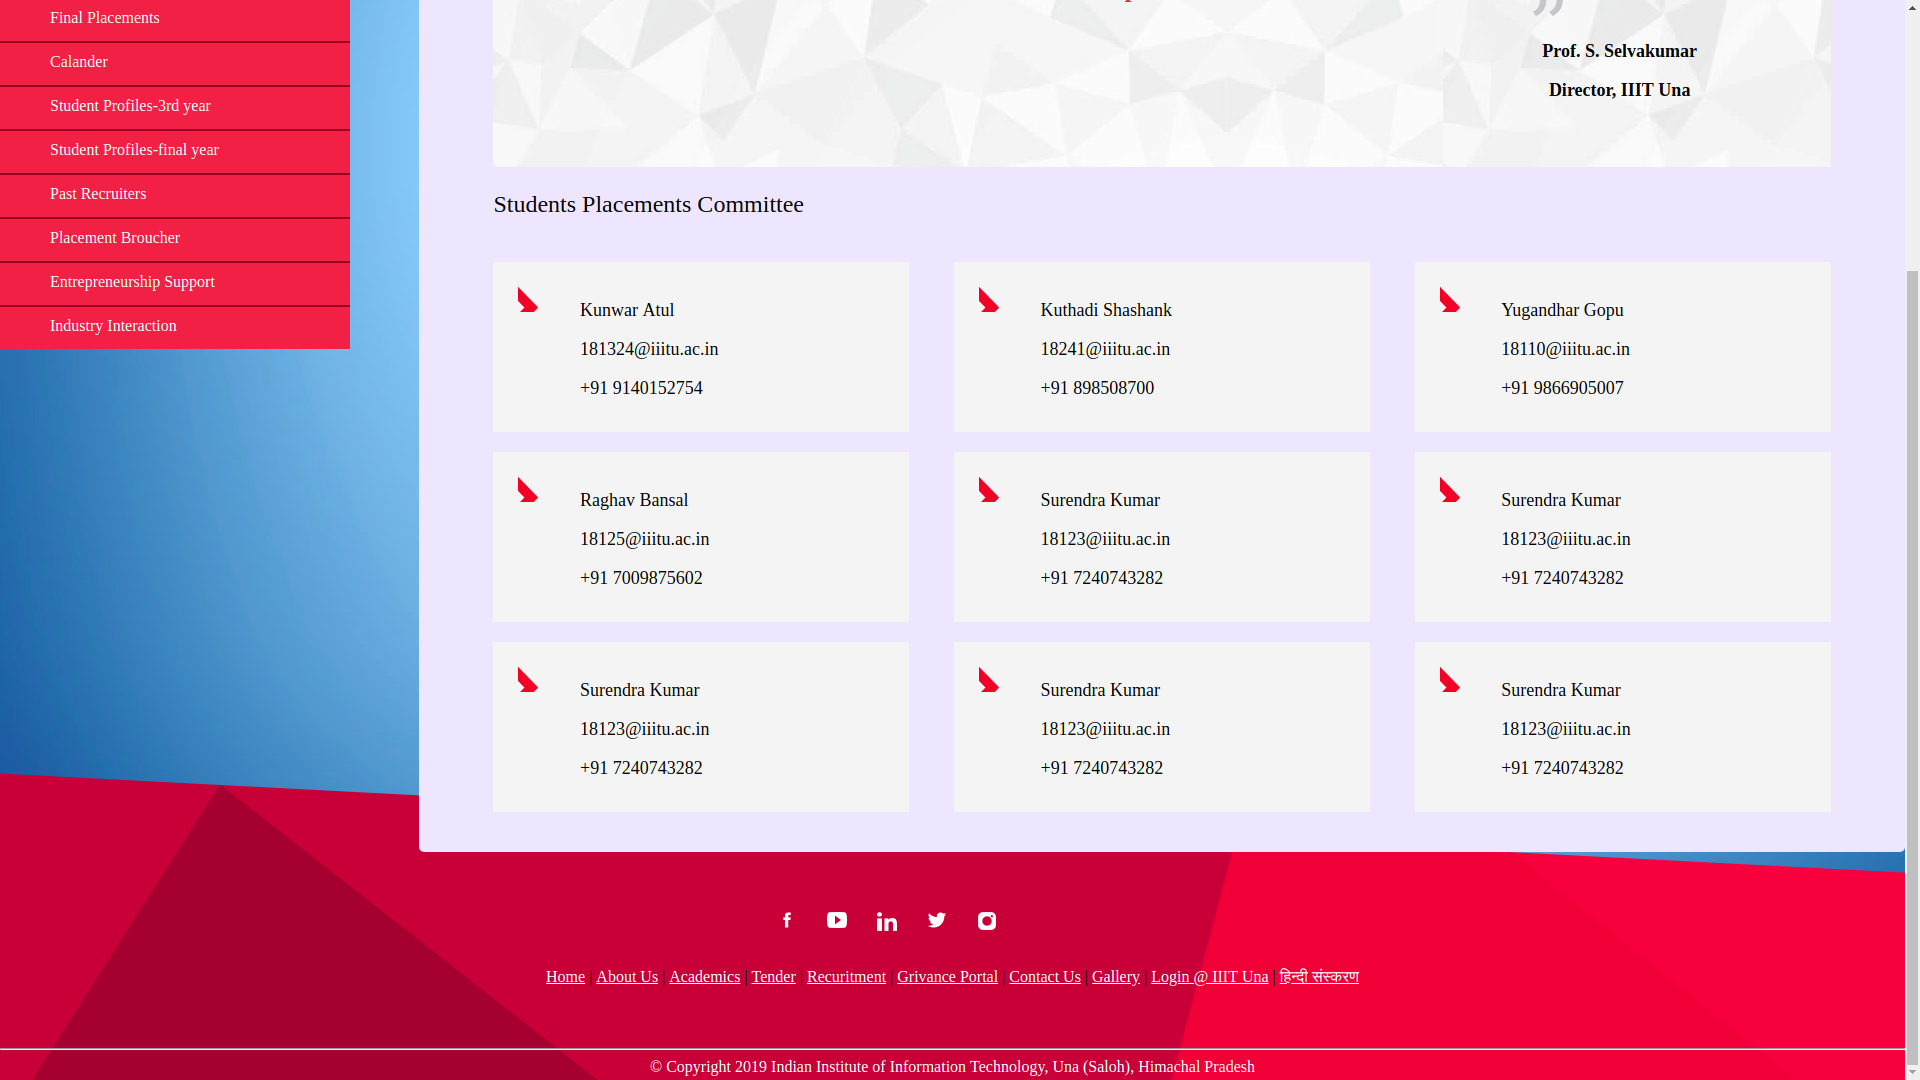 Final Placements
Calander
Student Profiles-3rd year
Student Profiles-final year
Past Recruiters
Placement Broucher
Entrepreneurship Support
Industry Interaction
”
Prof. S. Selvakumar
Director, IIIT Una
Students Placements Committee
Kunwar Atul
181324@iiitu.ac.in
+91 9140152754
Kuthadi Shashank
18241@iiitu.ac.in
+91 898508700
Yugandhar Gopu
18110@iiitu.ac.in
+91 9866905007
Raghav Bansal
18125@iiitu.ac.in
+91 7009875602
Surendra Kumar
18123@iiitu.ac.in
+91 7240743282
Surendra Kumar
18123@iiitu.ac.in
+91 7240743282
Surendra Kumar
18123@iiitu.ac.in
+91 7240743282
Surendra Kumar
18123@iiitu.ac.in
+91 7240743282
Surendra Kumar
18123@iiitu.ac.in
+91 7240743282
Home | About Us | Academics | Tender | Recuritment | Grivance Portal | Contact Us | Gallery | Login @ IIIT Una | हिन्दी संस्करण
© Copyright 2019 Indian Institute of Information Technology, Una (Saloh), Himachal Pradesh